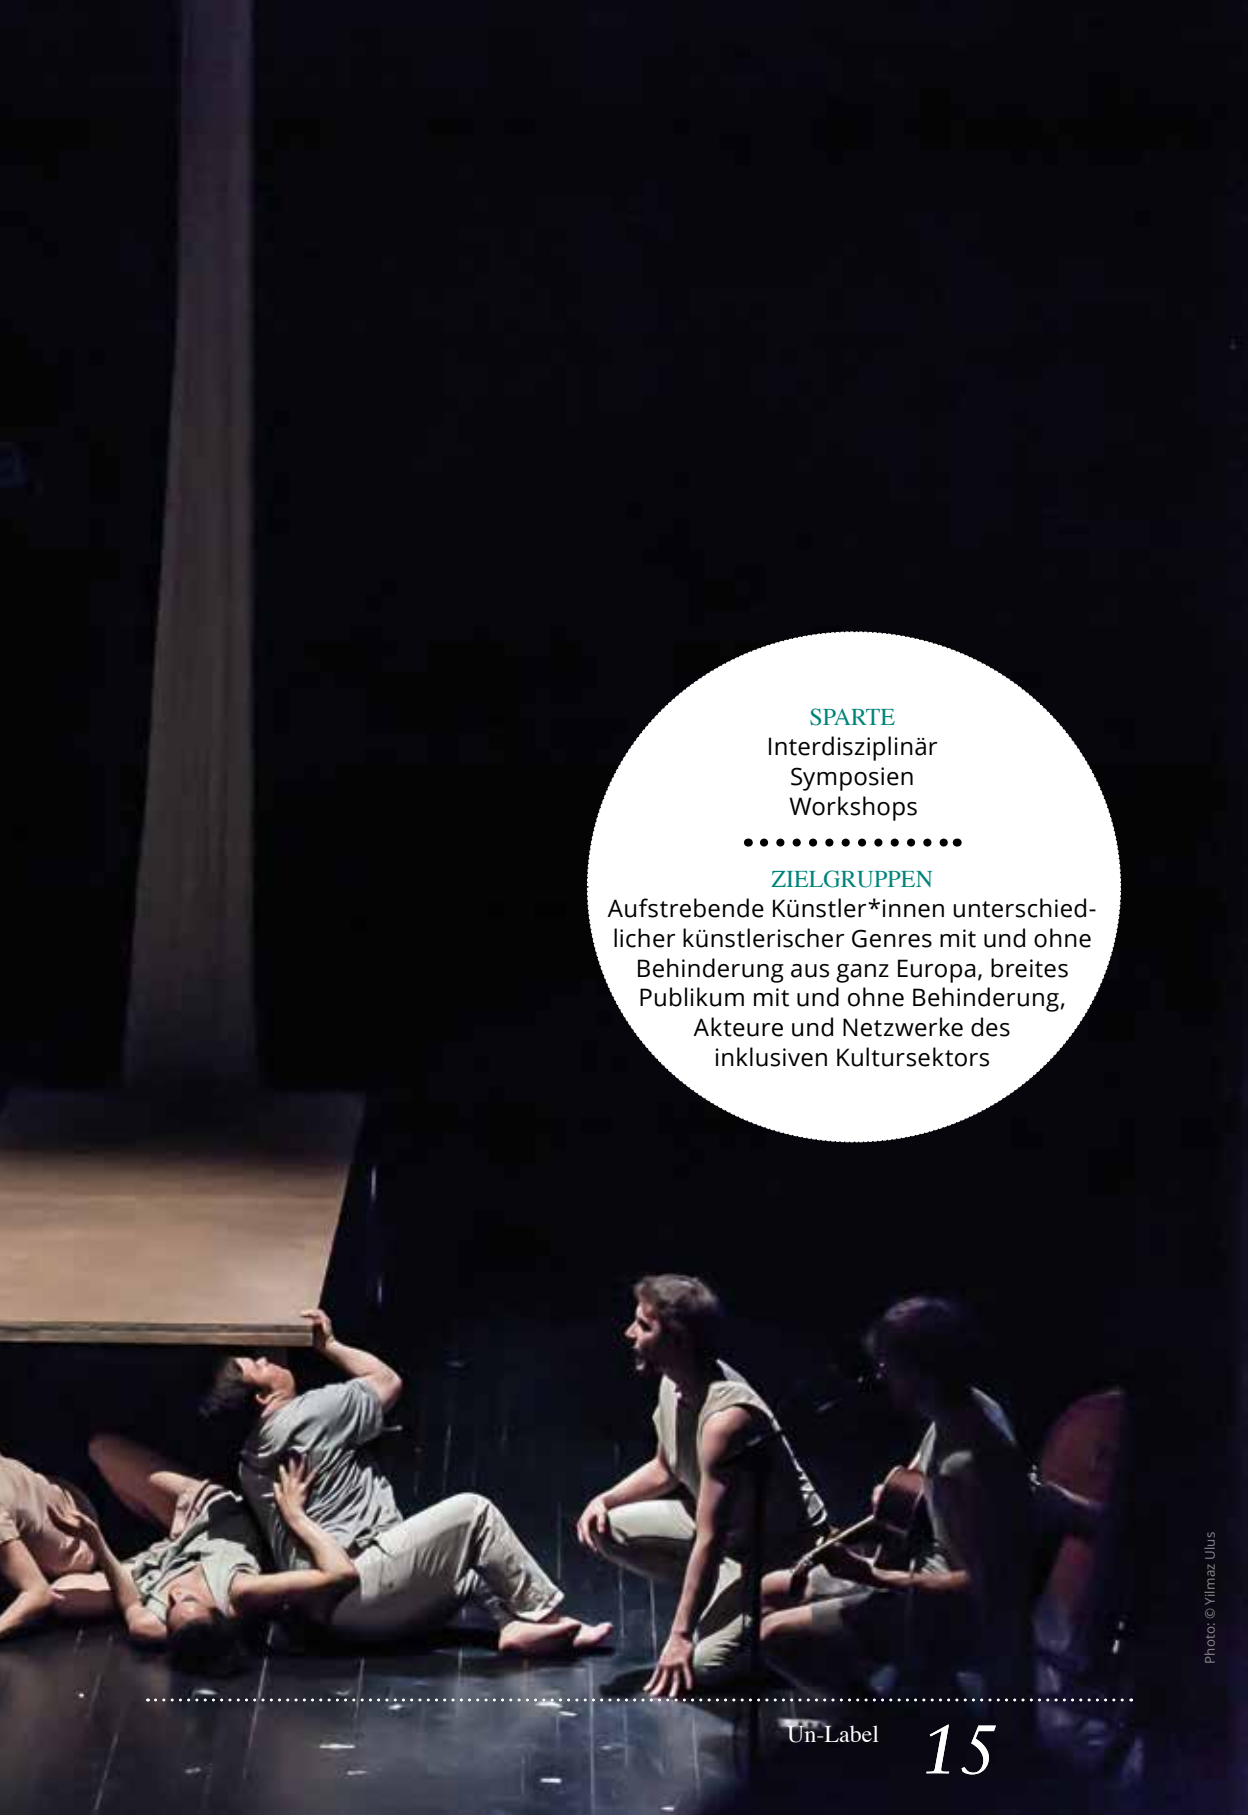 SPARTE
Interdisziplinär
Symposien
Workshops
ZIELGRUPPEN
Aufstrebende Künstler*innen unterschied-
licher künstlerischer Genres mit und ohne
Behinderung aus ganz Europa, breites
Publikum mit und ohne Behinderung,
Akteure und Netzwerke des
inklusiven Kultursektors
Photo: © Yilmaz Ulus
Un-Label 15